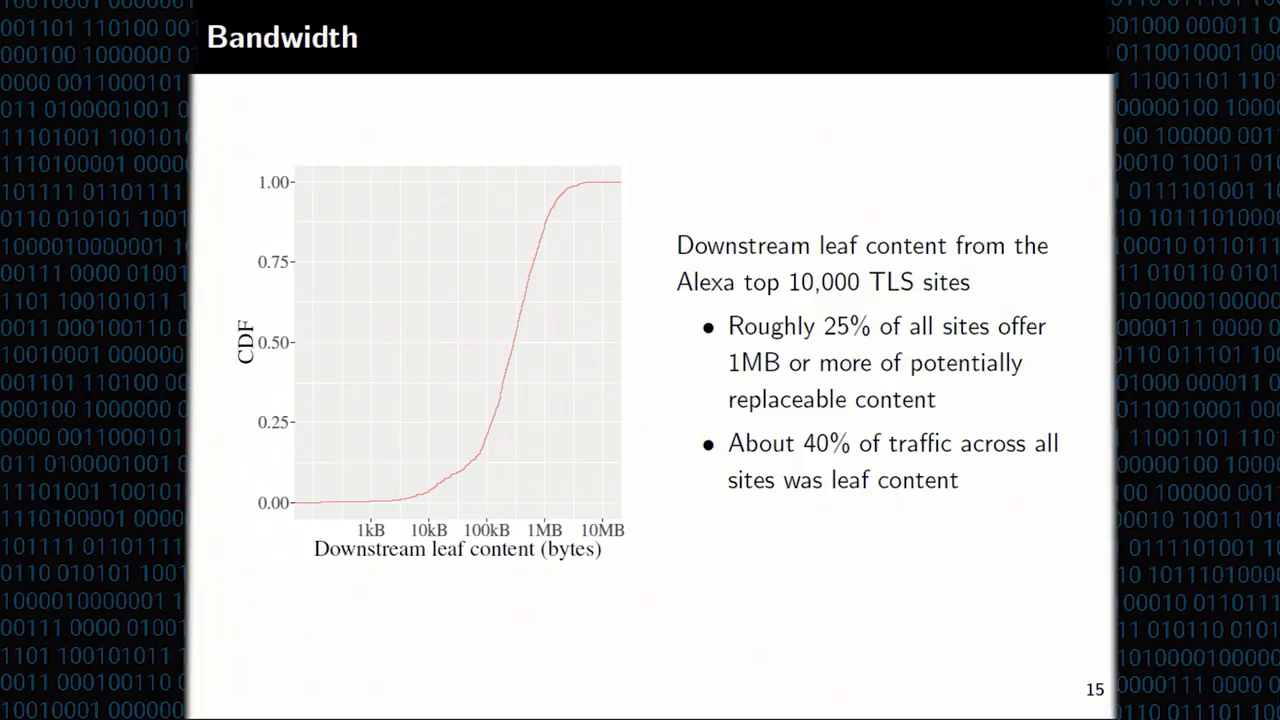 Bandwidth
1.00
0.75
0.50
0.25
0.00
CDF
1kB 10kB 100kB 1MB 10MB
Downstream leaf content (bytes)
Downstream leaf content from the
Alexa top 10,000 TLS sites
• Roughly 25% of all sites offer
1MB or more of potentially
replaceable content
• About 40% of traffic across all
sites was leaf content
15